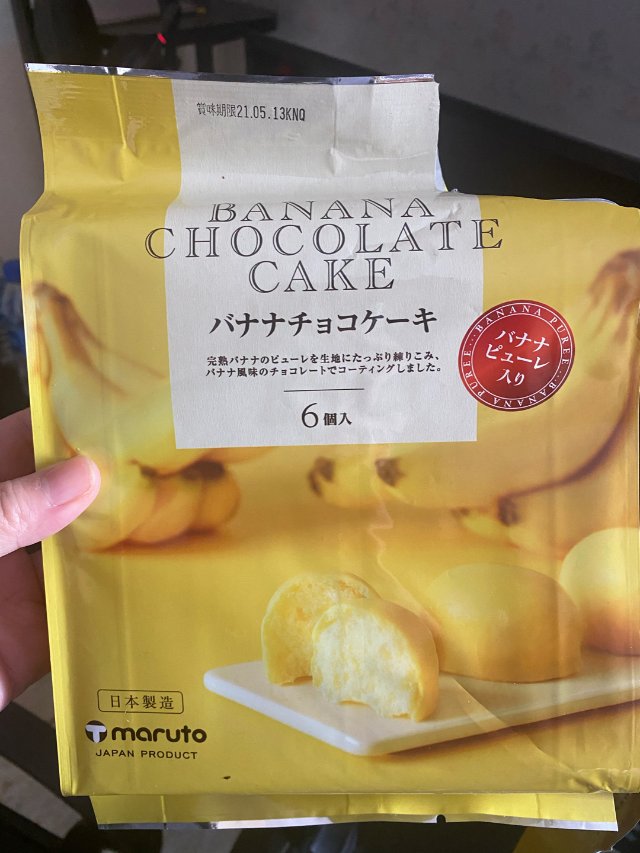 賞味期限21.05.13KNQ
BANANA
CHOCOLATE
CAKE
バナナチョコケーキ
完熟バナナのピューレを生地にたっぷり練りこみ、
バナナ風味のチョコレートでコーティングしました。
6個入
BANANA PUREE
バナナ
ピューレ
入り
BANANA PUREE
日本製造
maruto
JAPAN PRODUCT